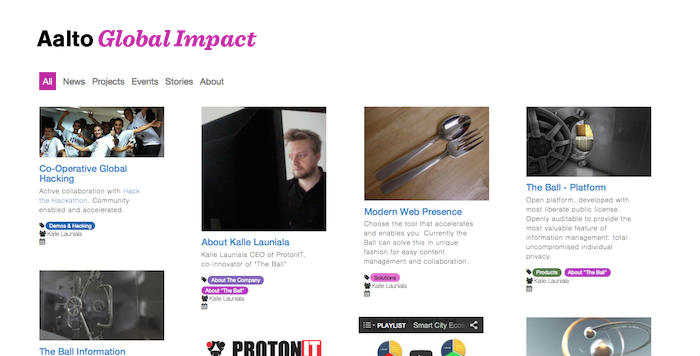 Aalto Global Impact
All News Projects Events Stories About
Co-Operative Global
Hacking
Active collaboration with Hack
the Hackathon. Community
enabled and accelerated.
Demos & Hacking
Kalle Launiala
The Ball Information
About Kalle Launiala
Kalle Launiala CEO of ProtonIT,
co-innovator of "The Ball"
About The Company
About "The Ball"
Kalle Launiala
PROTONIT
Modern Web Presence
Choose the tool that accelerates
and enables you. Currently the
Ball can solve this in unique
fashion for easy content
management and collaboration.
Solutions
Kalle Launiala
PLAYLIST Smart City Eco
The Ball - Platform
Open platform, developed with
most liberate public license.
Openly auditable to provide the
most valuable feature of
information management: total
uncompromised individual
privacy.
Products About "The Ball"
Kalle Launiala